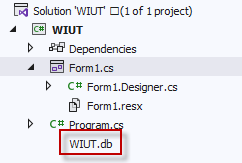 Solution 'WIUT' □ (1 of 1 project)
C# WIUT
Dependencies
Form1.cs
C# Form1.Designer.cs
Form1.resx
C# Program.cs
WIUT.db